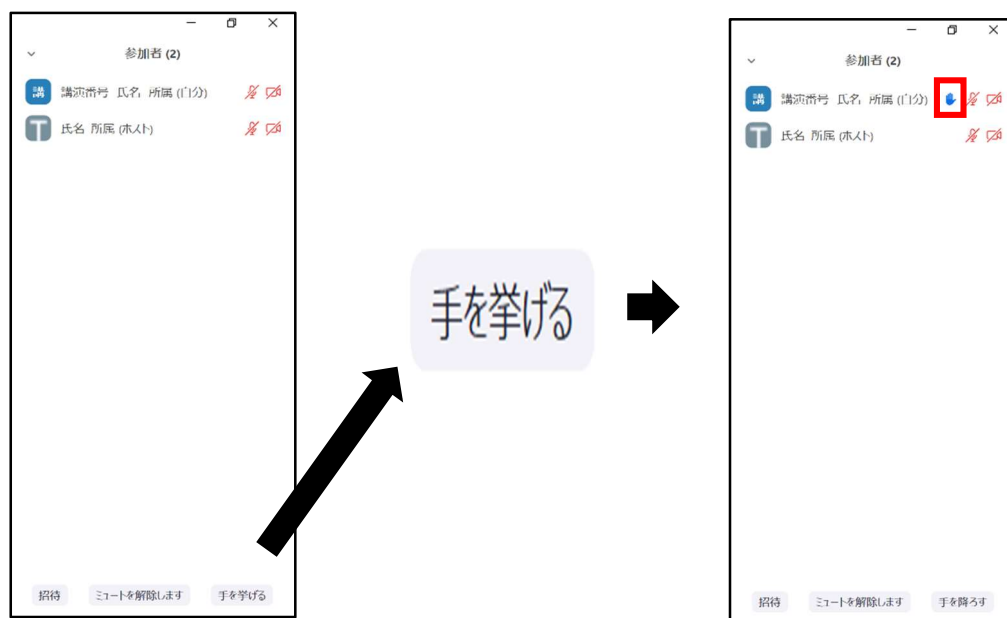 参加者 (2)
講 講演番号 氏名 所属 (自分)
T 氏名 所属 (ホスト)
招待 ミュートを解除します 手を挙げる
手を挙げる
参加者 (2)
講 講演番号 氏名 所属 (自分)
T 氏名 所属 (ホスト)
招待 ミュートを解除します 手を降ろす